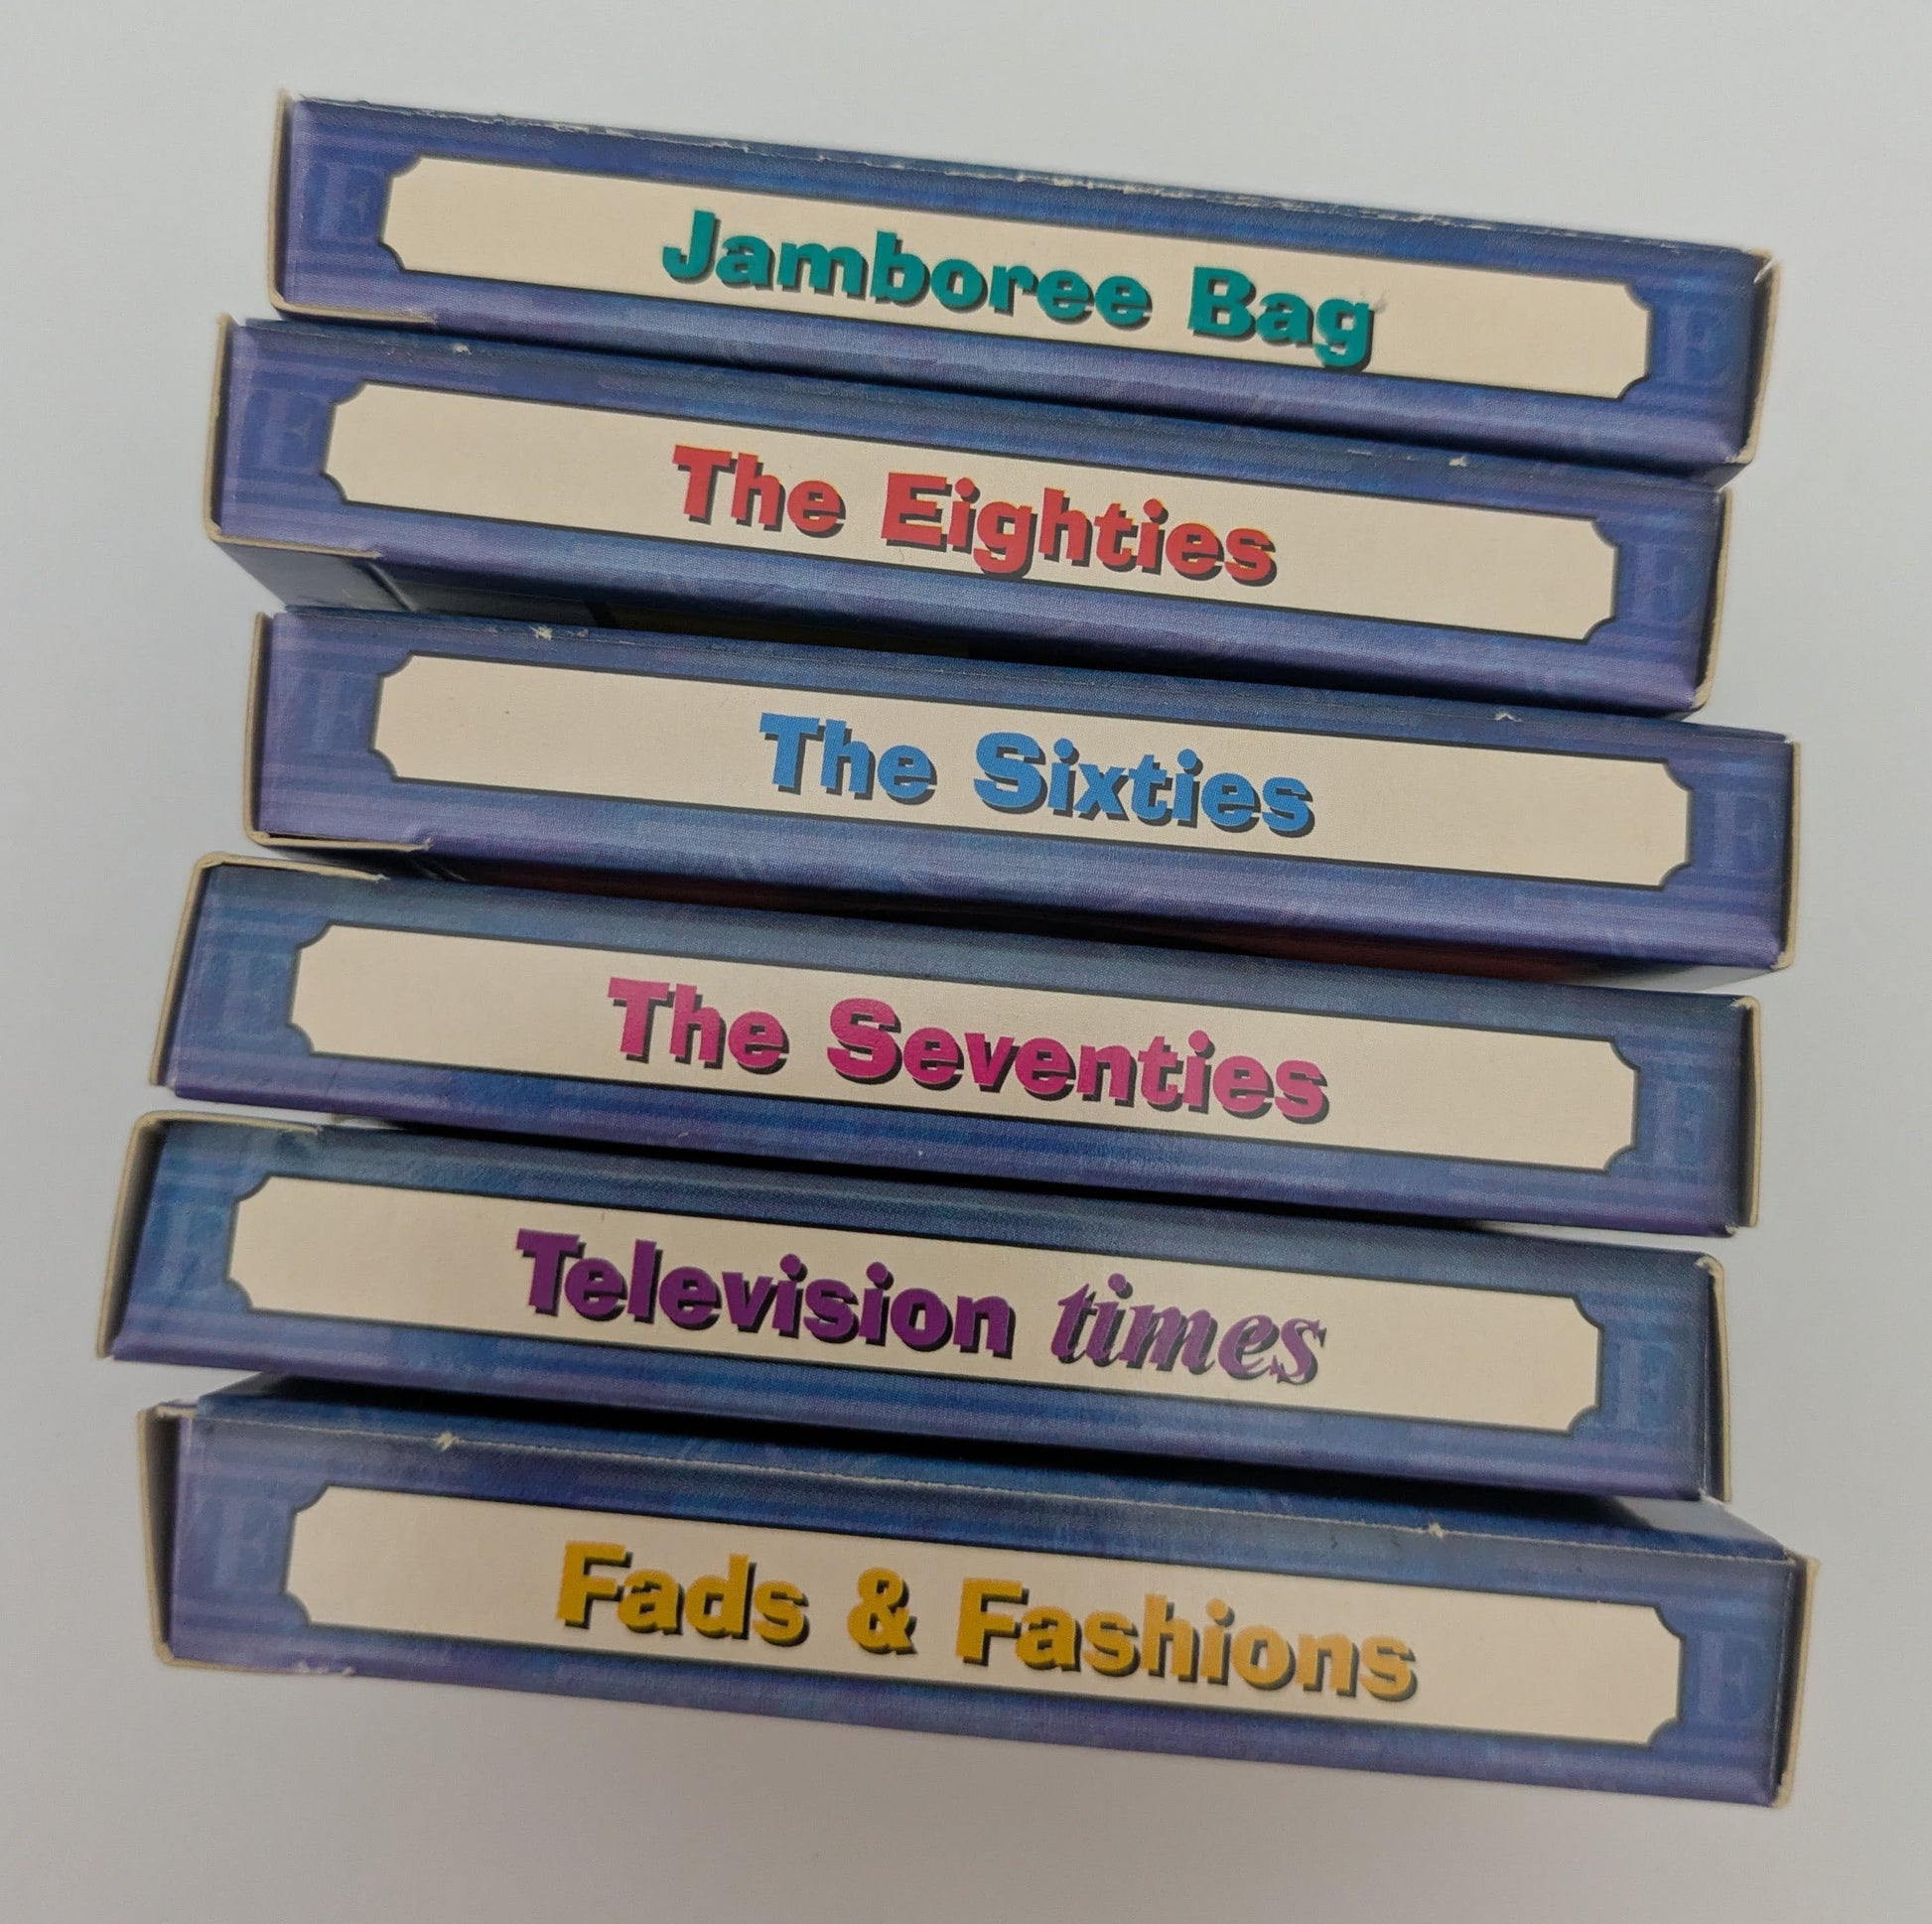 Jamboree Bag
The Eighties
The Sixties
The Seventies
Television times
Fads & Fashions